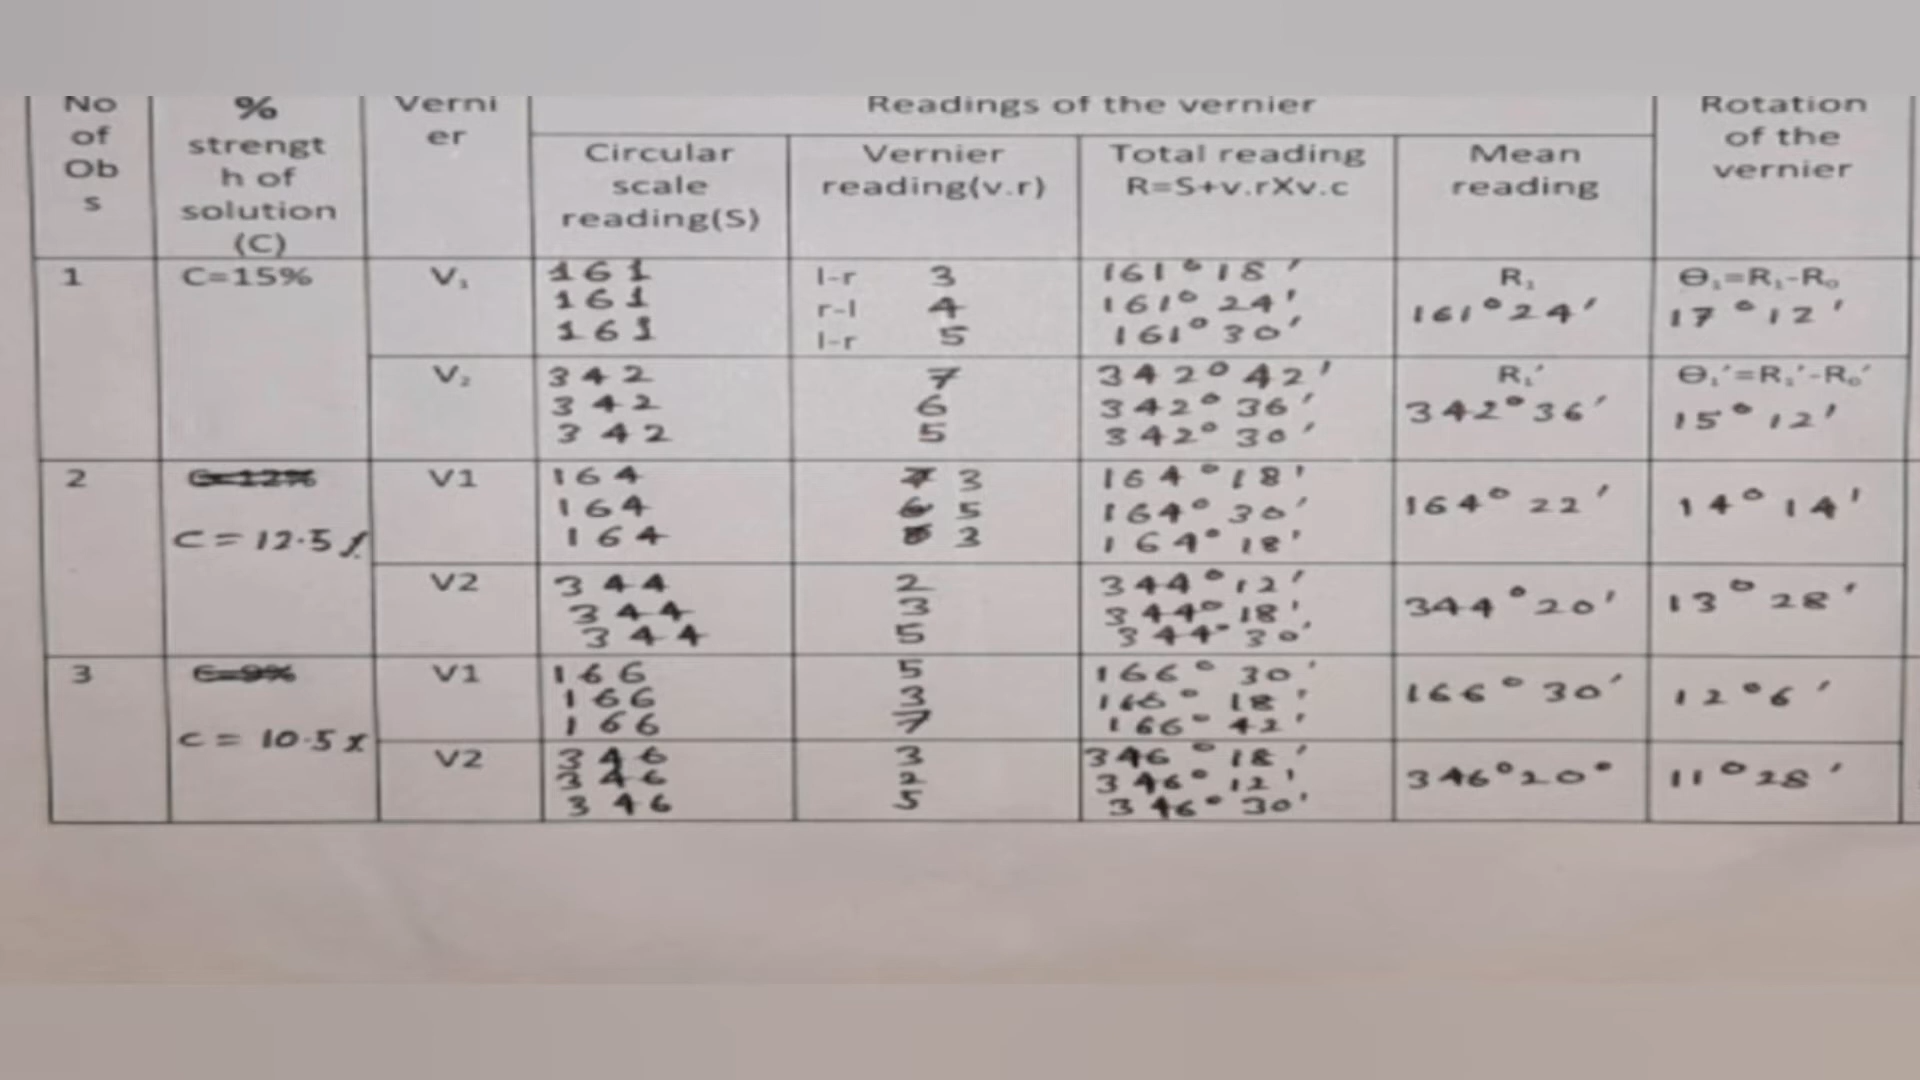 No of Ob s
% strengt h of solution (C)
Verni er
Readings of the vernier
Rotation of the vernier
Circular scale reading(S)
Vernier reading(v.r)
Total reading R=S+v.rXv.c
Mean reading
1 C=15% V₁ 161 l-r 3 161°18′ R₁ θ₁=R₁-R₀
161 r-l 4 161°24′ 161°24′ 17°12′
161 l-r 5 161°30′
V₂ 342 7 342°42′ R₁′ θ₁′=R₁′-R₀′
342 6 342°36′ 342°36′ 15°12′
342 5 342°30′
2 C=12% V1 164 3 164°18′
164 5 164°30′ 164°22′ 14°14′
C=12.5% 164 3 164°18′
V2 344 2 344°12′
344 3 344°18′ 344°20′ 13°28′
344 5 344°30′
3 C=9% V1 166 5 166°30′
166 3 166°18′ 166°30′ 12°6′
C=10.5% 166 7 166°42′
V2 346 3 346°18′
346 2 346°12′ 346°20° 11°28′
346 5 346°30′